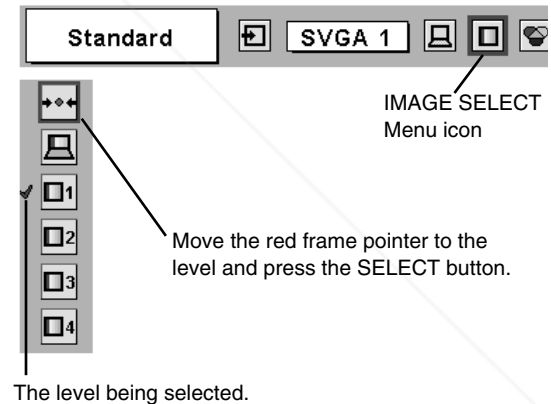 Standard
SVGA 1
IMAGE SELECT
Menu icon
1
Move the red frame pointer to the
2
level and press the SELECT button.
3
4
The level being selected.